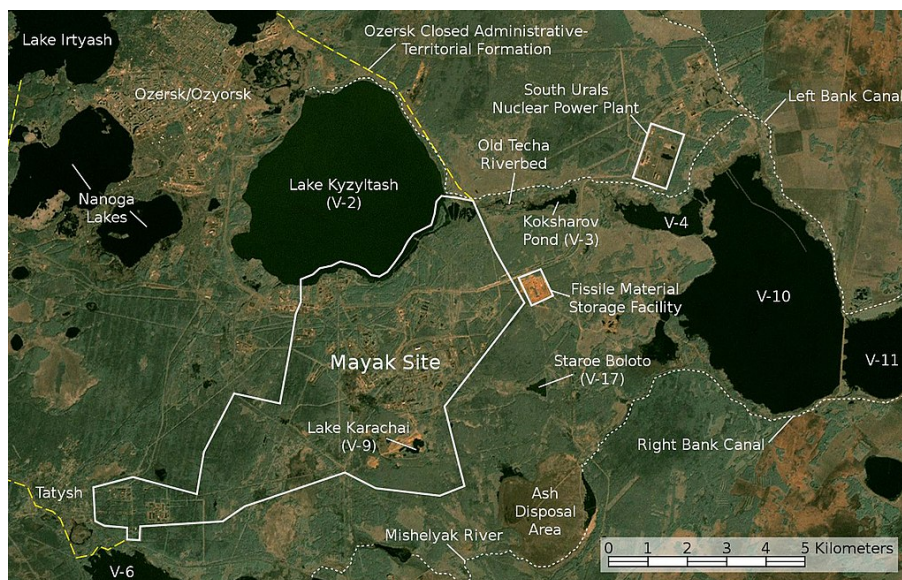 Lake Irtyash
Ozersk Closed Administrative-
Territorial Formation
Ozersk/Ozyorsk
South Urals
Nuclear Power Plant
Left Bank Canal
Old Techa
Riverbed
Lake Kyzyltash
(V-2)
Nanoga
Lakes
Koksharov
Pond (V-3)
V-4
Fissile Material
Storage Facility
V-10
Mayak Site
Staroe Boloto
(V-17)
V-11
Lake Karachai
(V-9)
Right Bank Canal
Tatysh
Ash
Disposal
Area
Mishelyak River
0 1 2 3 4 5 Kilometers
V-6